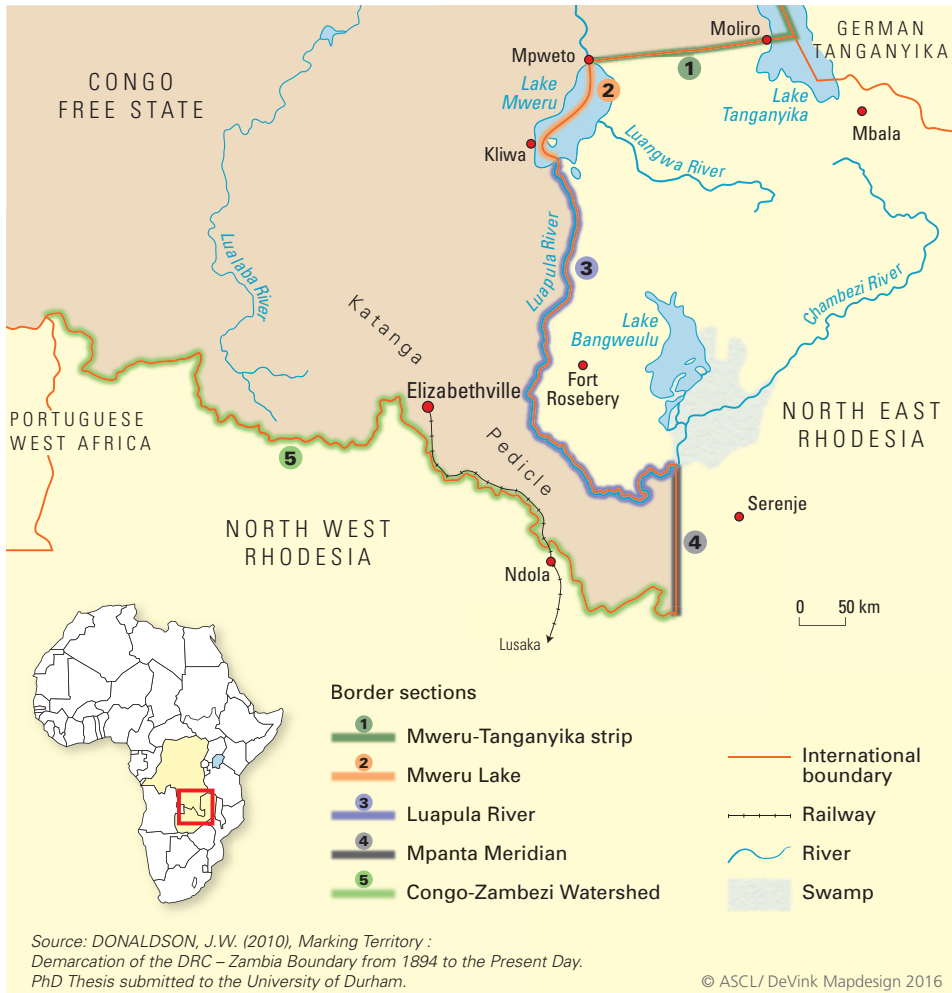 CONGO
FREE STATE
Mpweto
Moliro
GERMAN
TANGANYIKA
1
2
Lake
Mweru
Lake
Tanganyika
Mbala
Kliwa
Luangwa River
Lualaba River
Luapula River
3
Chambezi River
Katanga
Lake
Bangweulu
Elizabethville
Fort
Rosebery
PORTUGUESE
WEST AFRICA
NORTH EAST
RHODESIA
5
Pedicle
NORTH WEST
RHODESIA
Serenje
4
Ndola
0 50 km
Lusaka
Border sections
1 Mweru-Tanganyika strip
2 Mweru Lake
3 Luapula River
4 Mpanta Meridian
5 Congo-Zambezi Watershed
International
boundary
Railway
River
Swamp
Source: DONALDSON, J.W. (2010), Marking Territory :
Demarcation of the DRC – Zambia Boundary from 1894 to the Present Day.
PhD Thesis submitted to the University of Durham.
© ASCL/ DeVink Mapdesign 2016